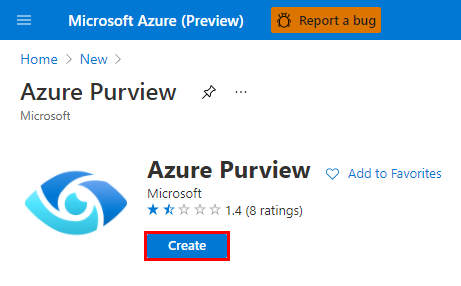 Microsoft Azure (Preview)
Report a bug
Home > New >
Azure Purview ...
Microsoft
Azure Purview
Add to Favorites
Microsoft
1.4 (8 ratings)
Create